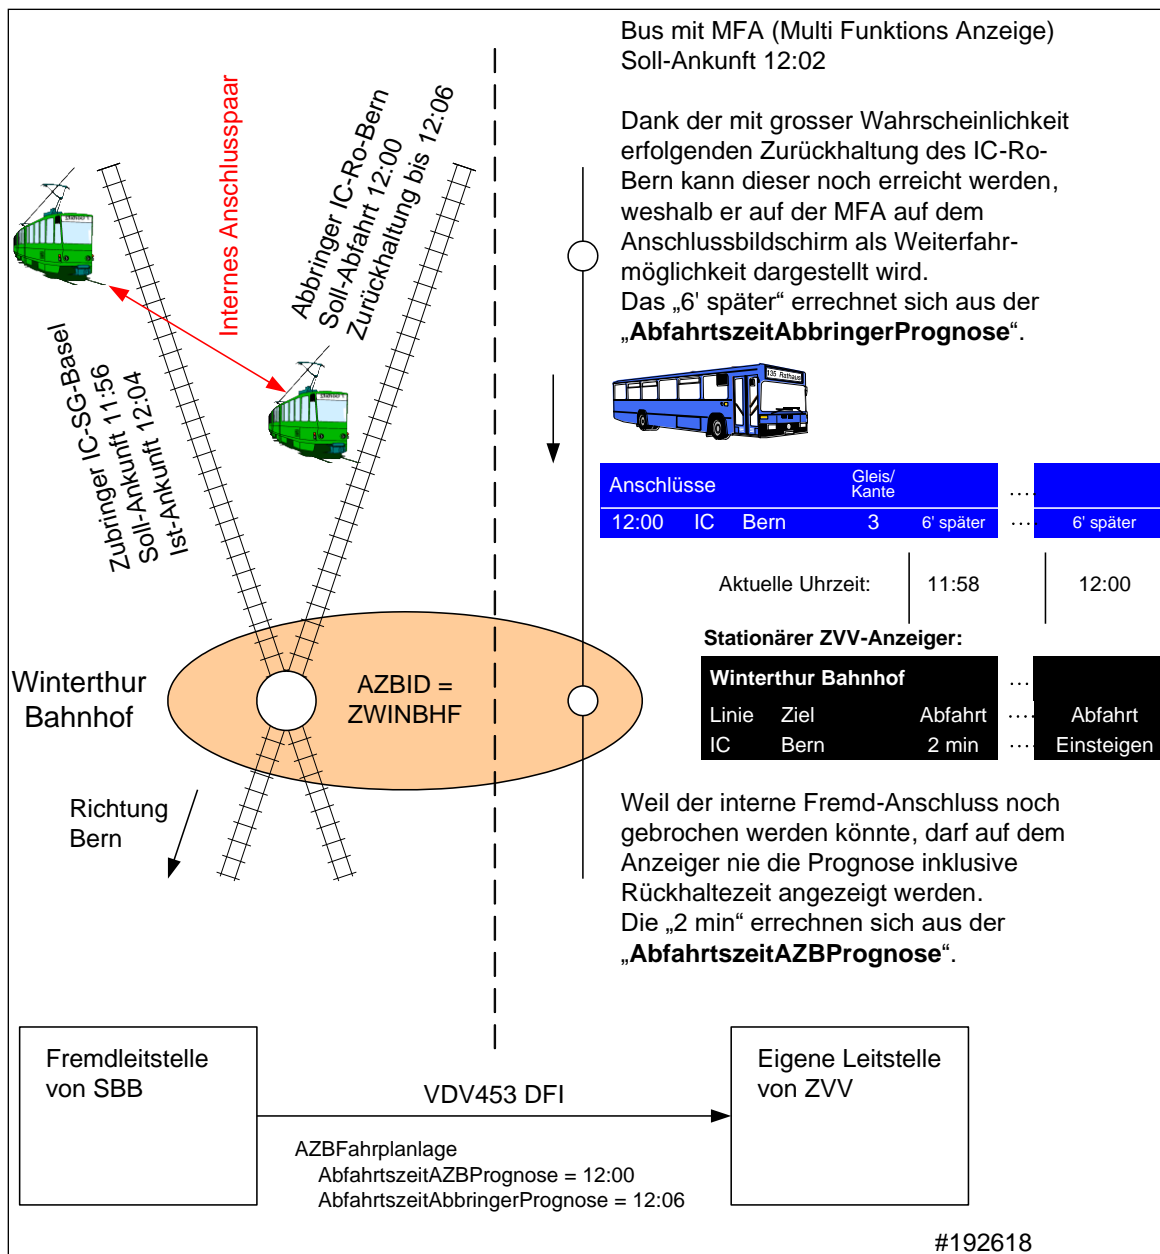 Bus mit MFA (Multi Funktions Anzeige)
Soll-Ankunft 12:02
Dank der mit grosser Wahrscheinlichkeit
erfolgenden Zurückhaltung des IC-Ro-
Bern kann dieser noch erreicht werden,
weshalb er auf der MFA auf dem
Anschlussbildschirm als Weiterfahr-
möglichkeit dargestellt wird.
Das „6' später“ errechnet sich aus der
„AbfahrtszeitAbbringerPrognose“.
Internes Anschlusspaar
Abbringer IC-Ro-Bern
Soll-Abfahrt 12:00
Zurückhaltung bis 12:06
Zubringer IC-SG-Basel
Soll-Ankunft 11:56
Ist-Ankunft 12:04
135 Rathaus
Anschlüsse Gleis/ ....
Kante
12:00 IC Bern 3 6' später .... 6' später
Aktuelle Uhrzeit: 11:58 12:00
Stationärer ZVV-Anzeiger:
Winterthur Bahnhof ....
Linie Ziel Abfahrt .... Abfahrt
IC Bern 2 min .... Einsteigen
Winterthur
Bahnhof
AZBID =
ZWINBHF
Richtung
Bern
Weil der interne Fremd-Anschluss noch
gebrochen werden könnte, darf auf dem
Anzeiger nie die Prognose inklusive
Rückhaltezeit angezeigt werden.
Die „2 min“ errechnen sich aus der
„AbfahrtszeitAZBPrognose“.
Fremdleitstelle
von SBB
VDV453 DFI
Eigene Leitstelle
von ZVV
AZBFahrplanlage
AbfahrtszeitAZBPrognose = 12:00
AbfahrtszeitAbbringerPrognose = 12:06
#192618